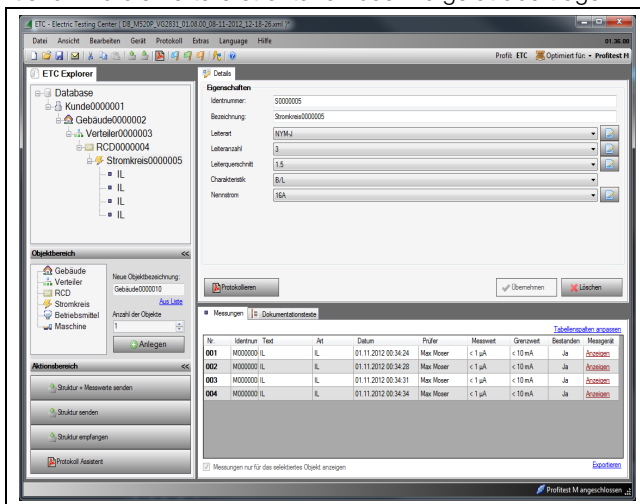 ETC - Electric Testing Center [DB_M520P_VG2831_01.08.00_08-11-2012_12-18-26.xml]
Datei Ansicht Bearbeiten Gerät Protokoll Extras Language Hilfe
01.36.00
Profil: ETC Optimiert für: Profitest M
ETC Explorer
Database
Kunde0000001
Gebäude0000002
Verteiler0000003
RCD0000004
Stromkreis0000005
IL
IL
IL
IL
Details
Eigenschaften
Identnummer: S0000005
Bezeichnung: Stromkreis0000005
Leiterart NYM-J
Leiteranzahl 3
Leiterquerschnitt 1.5
Charakteristik B/L
Nennstrom 16A
Protokollieren Übernehmen Löschen
Objektbereich <<
Gebäude
Verteiler
RCD
Stromkreis
Betriebsmittel
Maschine
Neue Objektbezeichnung:
Gebäude0000010
Aus Liste
Anzahl der Objekte
1
Anlegen
Aktionsbereich <<
Struktur + Messwerte senden
Struktur senden
Struktur empfangen
Protokoll Assistent
Messungen Dokumentationstexte
Tabellenspalten anpassen
Nr. Identnum Text Art Datum Prüfer Messwert Grenzwert Bestanden Messgerät
001 M000000 IL IL 01.11.2012 00:34:24 Max Moser < 1 µA < 10 mA Ja Anzeigen
002 M000000 IL IL 01.11.2012 00:34:28 Max Moser < 1 µA < 10 mA Ja Anzeigen
003 M000000 IL IL 01.11.2012 00:34:31 Max Moser < 1 µA < 10 mA Ja Anzeigen
004 M000000 IL IL 01.11.2012 00:34:34 Max Moser < 1 µA < 10 mA Ja Anzeigen
Messungen nur für das selektiertes Objekt anzeigen
Exportieren
Profitest M angeschlossen